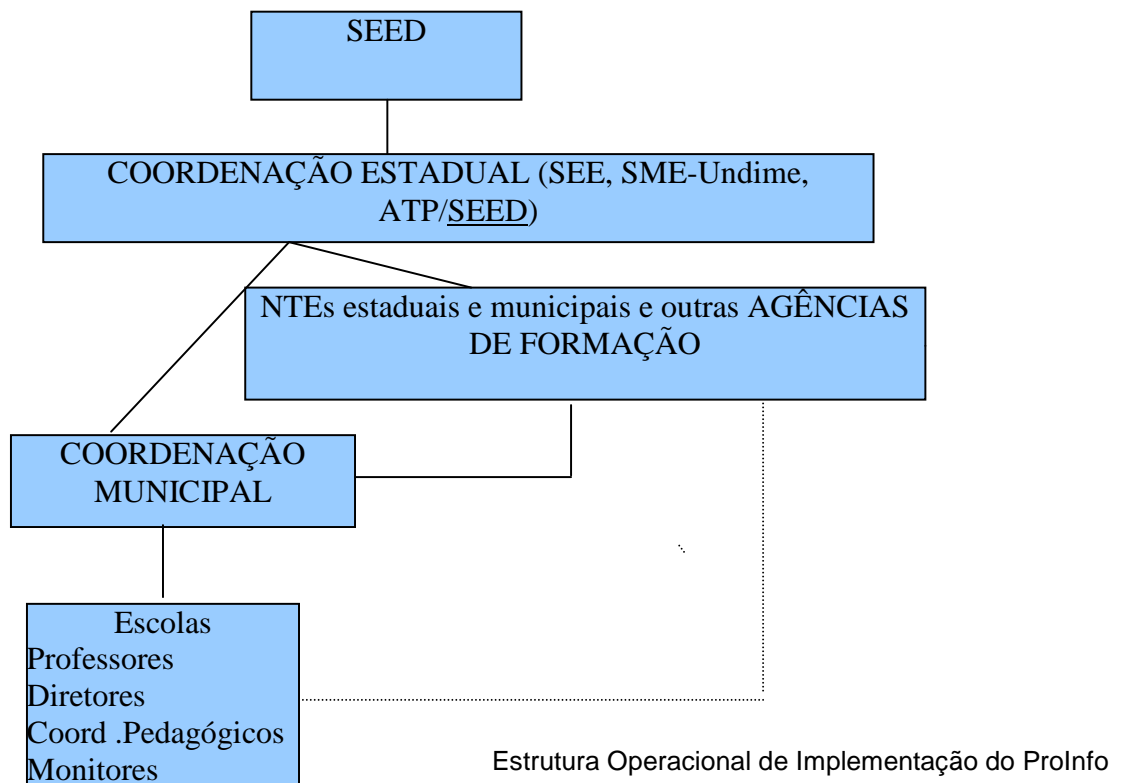 SEED
COORDENAÇÃO ESTADUAL (SEE, SME-Undime,
ATP/SEED)
NTEs estaduais e municipais e outras AGÊNCIAS
DE FORMAÇÃO
COORDENAÇÃO
MUNICIPAL
Escolas
Professores
Diretores
Coord .Pedagógicos
Monitores
Estrutura Operacional de Implementação do ProInfo